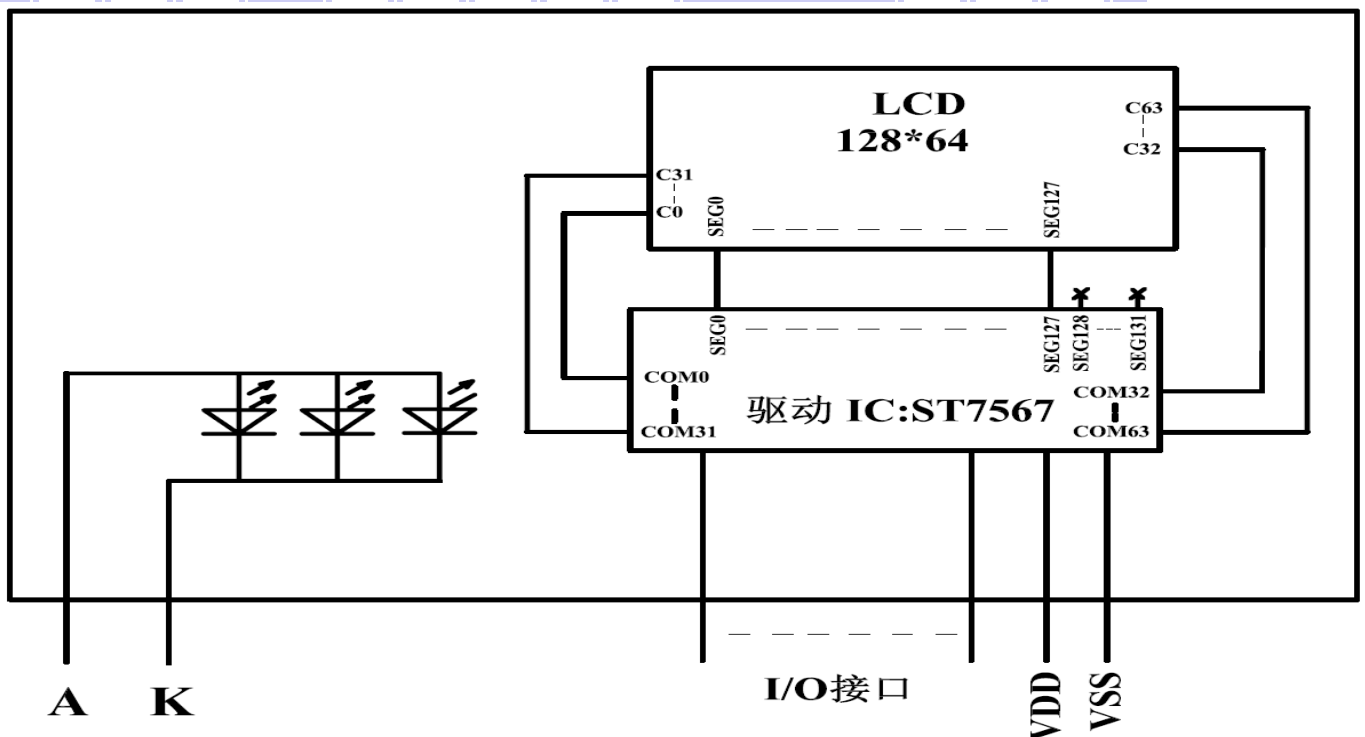 LCD
128*64
C63
C32
C31
C0
SEG0
SEG127
SEG0
SEG127
SEG128
SEG131
COM0
COM31
驱动 IC:ST7567
COM32
COM63
A
K
I/O接口
VDD
VSS